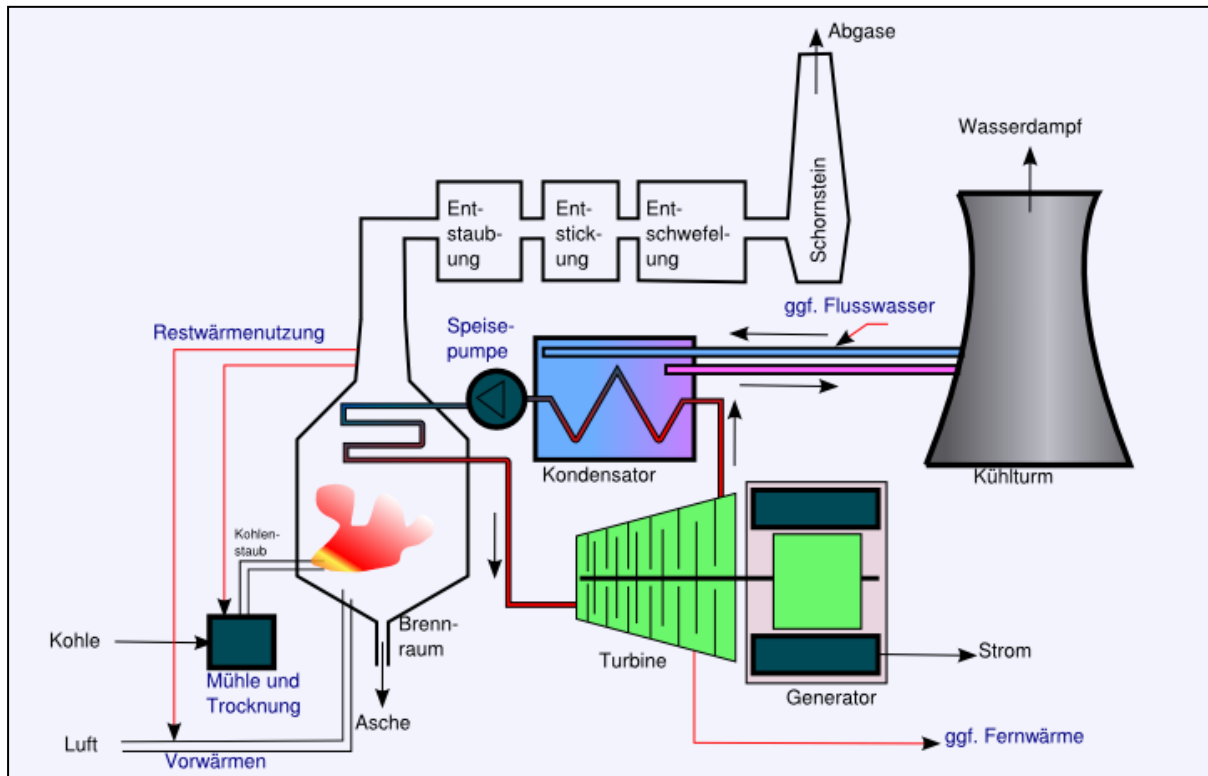 Abgase
Wasserdampf
Ent-
staub-
ung
Ent-
stick-
ung
Ent-
schwefel-
ung
Schornstein
ggf. Flusswasser
Restwärmenutzung
Speise-
pumpe
Kondensator
Kühlturm
Kohlen-
staub
Kohle
Brenn-
raum
Turbine
Strom
Mühle und
Trocknung
Generator
Asche
Luft
Vorwärmen
ggf. Fernwärme